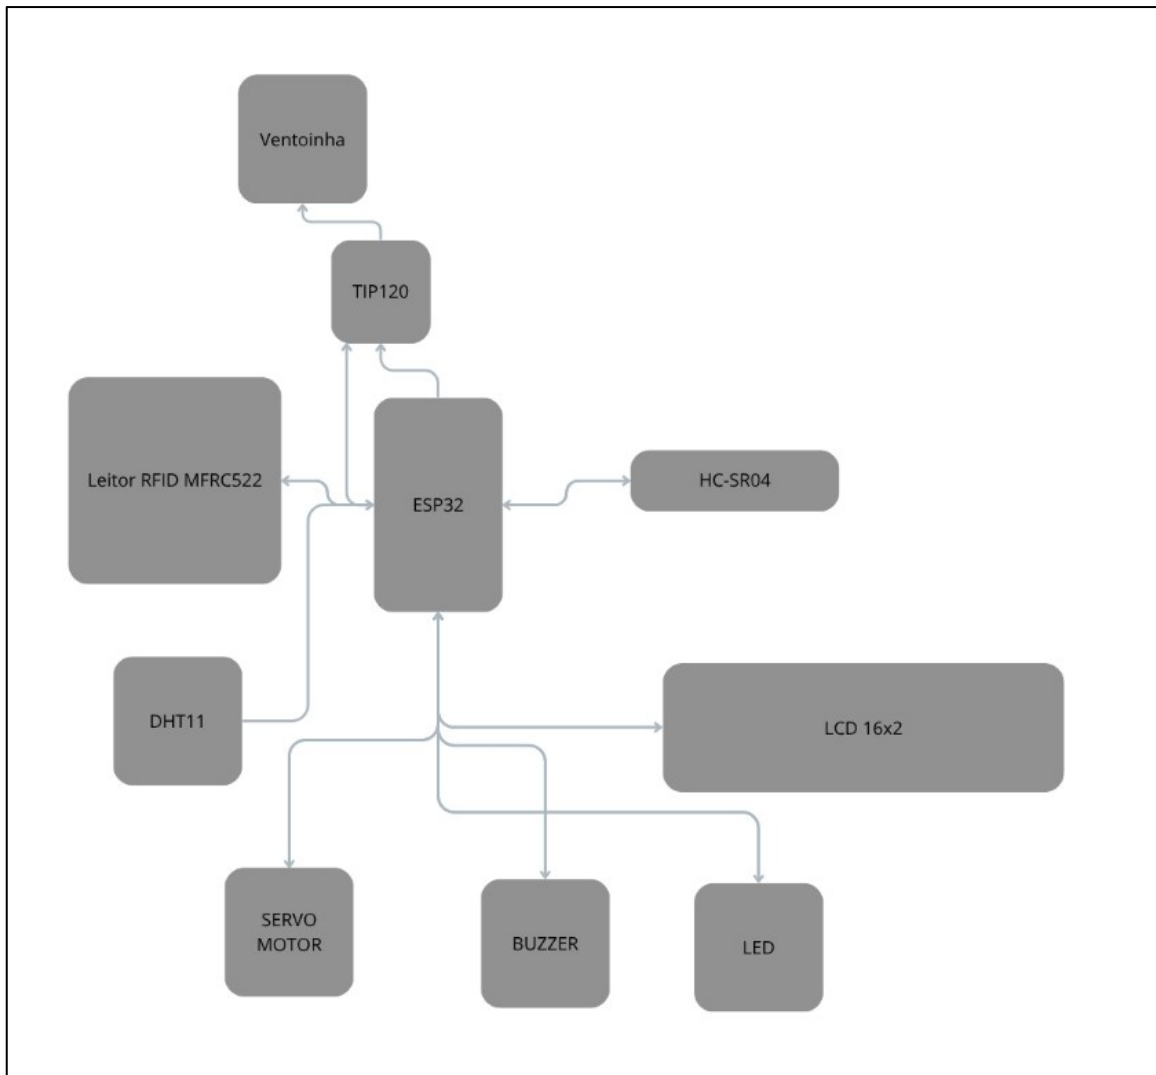 Ventoinha
TIP120
Leitor RFID MFRC522
ESP32
HC-SR04
DHT11
LCD 16x2
SERVO
MOTOR
BUZZER
LED